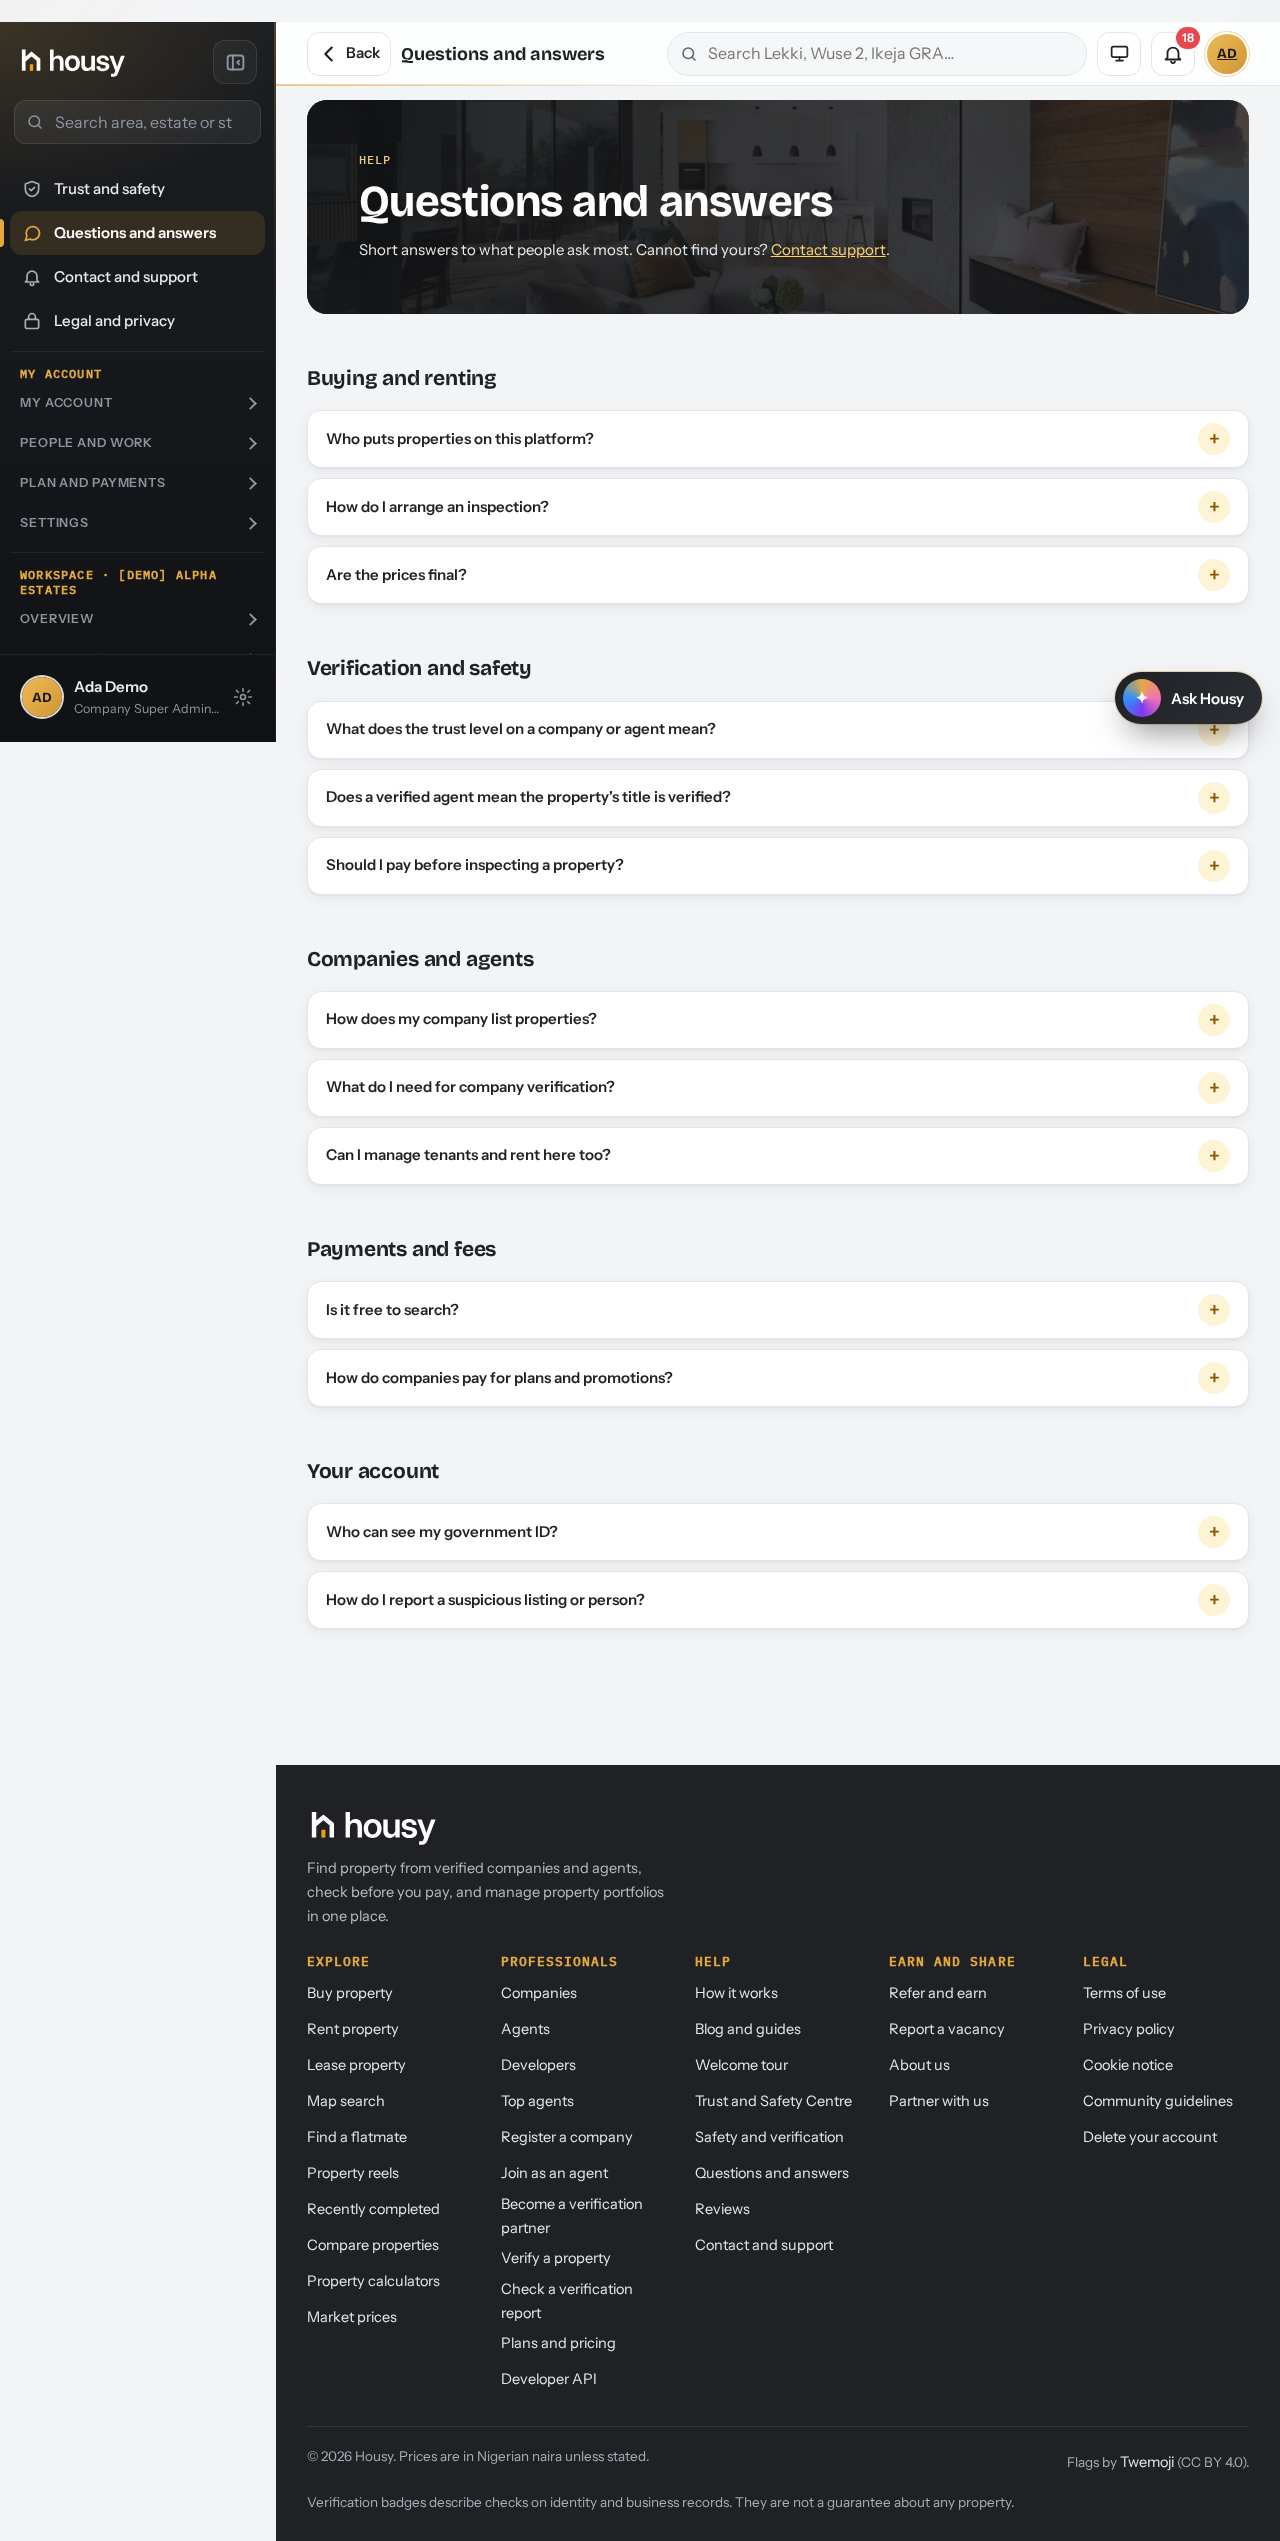 housy
Search area, estate or st
Trust and safety
Questions and answers
Contact and support
Legal and privacy
MY ACCOUNT
MY ACCOUNT
PEOPLE AND WORK
PLAN AND PAYMENTS
SETTINGS
WORKSPACE · [DEMO] ALPHA
ESTATES
OVERVIEW
AD
Ada Demo
Company Super Admin...
Back
Questions and answers
Search Lekki, Wuse 2, Ikeja GRA...
18
AD
HELP
Questions and answers
Short answers to what people ask most. Cannot find yours? Contact support.
Buying and renting
Who puts properties on this platform?
+
How do I arrange an inspection?
+
Are the prices final?
+
Verification and safety
Ask Housy
What does the trust level on a company or agent mean?
+
Does a verified agent mean the property's title is verified?
+
Should I pay before inspecting a property?
+
Companies and agents
How does my company list properties?
+
What do I need for company verification?
+
Can I manage tenants and rent here too?
+
Payments and fees
Is it free to search?
+
How do companies pay for plans and promotions?
+
Your account
Who can see my government ID?
+
How do I report a suspicious listing or person?
+
housy
Find property from verified companies and agents,
check before you pay, and manage property portfolios
in one place.
EXPLORE
Buy property
Rent property
Lease property
Map search
Find a flatmate
Property reels
Recently completed
Compare properties
Property calculators
Market prices
PROFESSIONALS
Companies
Agents
Developers
Top agents
Register a company
Join as an agent
Become a verification
partner
Verify a property
Check a verification
report
Plans and pricing
Developer API
HELP
How it works
Blog and guides
Welcome tour
Trust and Safety Centre
Safety and verification
Questions and answers
Reviews
Contact and support
EARN AND SHARE
Refer and earn
Report a vacancy
About us
Partner with us
LEGAL
Terms of use
Privacy policy
Cookie notice
Community guidelines
Delete your account
© 2026 Housy. Prices are in Nigerian naira unless stated.
Flags by Twemoji (CC BY 4.0).
Verification badges describe checks on identity and business records. They are not a guarantee about any property.